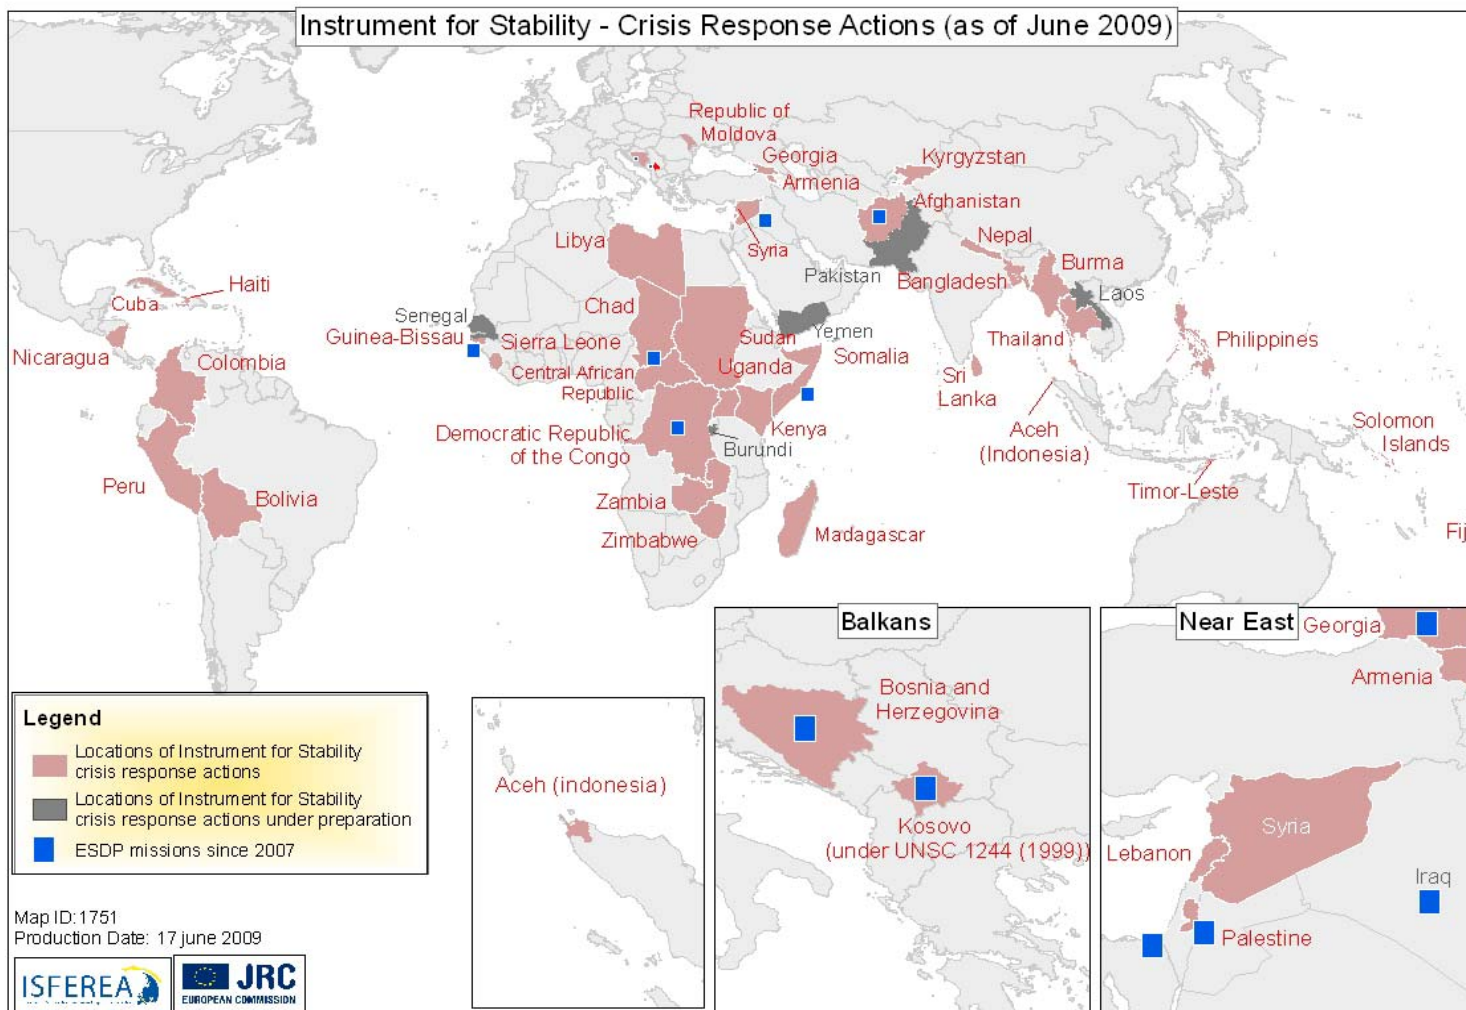 Instrument for Stability - Crisis Response Actions (as of June 2009)
Republic of
Moldova
Georgia
Armenia
Kyrgyzstan
Afghanistan
Syria
Libya
Nepal
Burma
Pakistan
Bangladesh
Laos
Haiti
Cuba
Chad
Senegal
Guinea-Bissau
Sierra Leone
Sudan
Yemen
Somalia
Thailand
Philippines
Nicaragua
Colombia
Central African
Republic
Uganda
Sri
Lanka
Kenya
Democratic Republic
of the Congo
Burundi
Aceh
(Indonesia)
Solomon
Islands
Timor-Leste
Peru
Bolivia
Zambia
Zimbabwe
Madagascar
Fij
Balkans
Bosnia and
Herzegovina
Kosovo
(under UNSC 1244 (1999))
Near East
Georgia
Armenia
Syria
Lebanon
Iraq
Palestine
Aceh (indonesia)
Legend
Locations of Instrument for Stability
crisis response actions
Locations of Instrument for Stability
crisis response actions under preparation
ESDP missions since 2007
Map ID: 1751
Production Date: 17 june 2009
ISFEREA
JRC
EUROPEAN COMMISSION